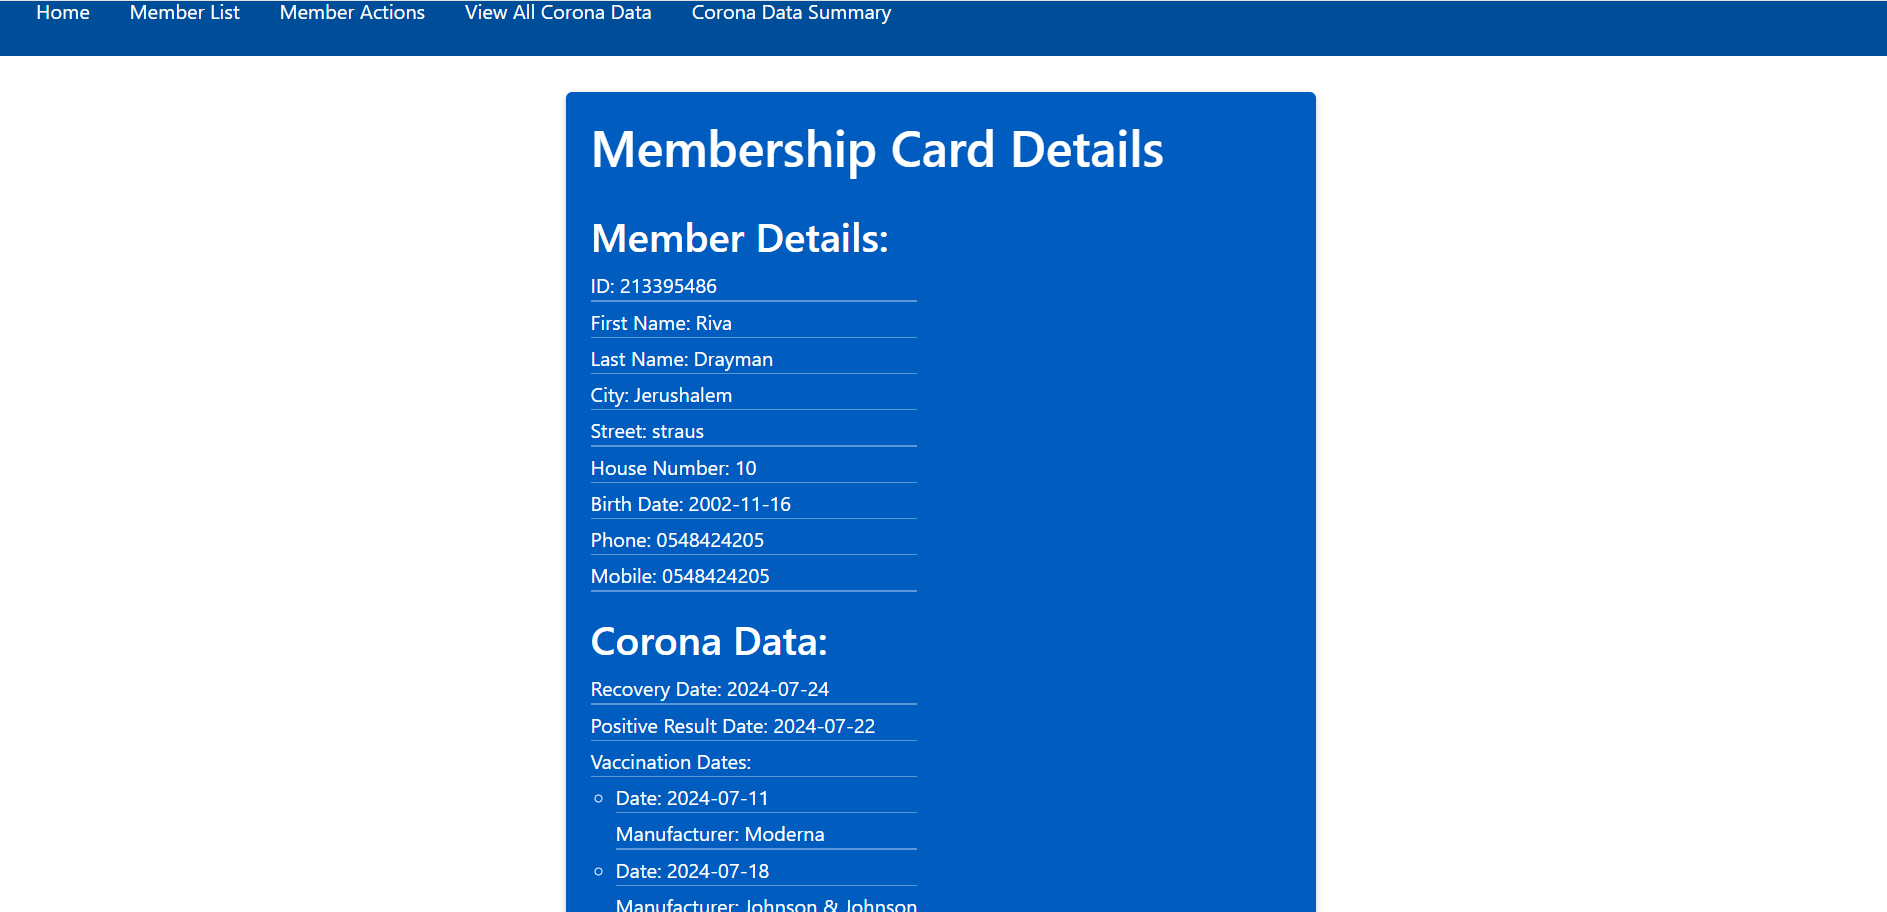 Home Member List Member Actions View All Corona Data Corona Data Summary
Membership Card Details
Member Details:
ID: 213395486
First Name: Riva
Last Name: Drayman
City: Jerushalem
Street: straus
House Number: 10
Birth Date: 2002-11-16
Phone: 0548424205
Mobile: 0548424205
Corona Data:
Recovery Date: 2024-07-24
Positive Result Date: 2024-07-22
Vaccination Dates:
Date: 2024-07-11
Manufacturer: Moderna
Date: 2024-07-18
Manufacturer: Johnson & Johnson